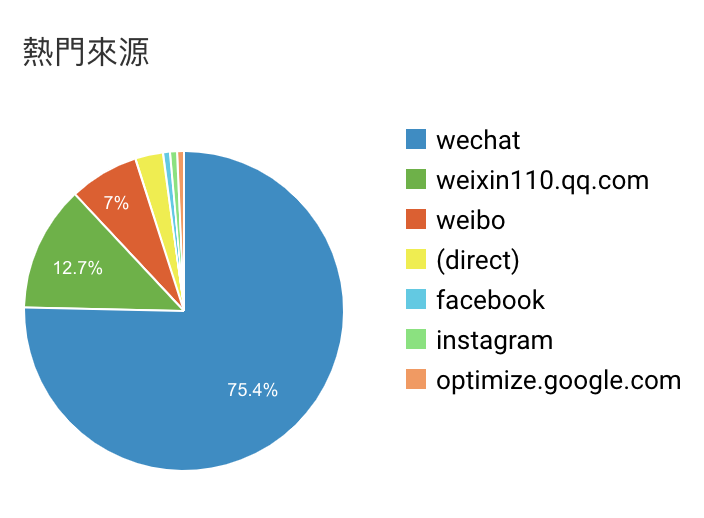 熱門來源
wechat
weixin110.qq.com
weibo
(direct)
facebook
instagram
optimize.google.com
7%
12.7%
75.4%